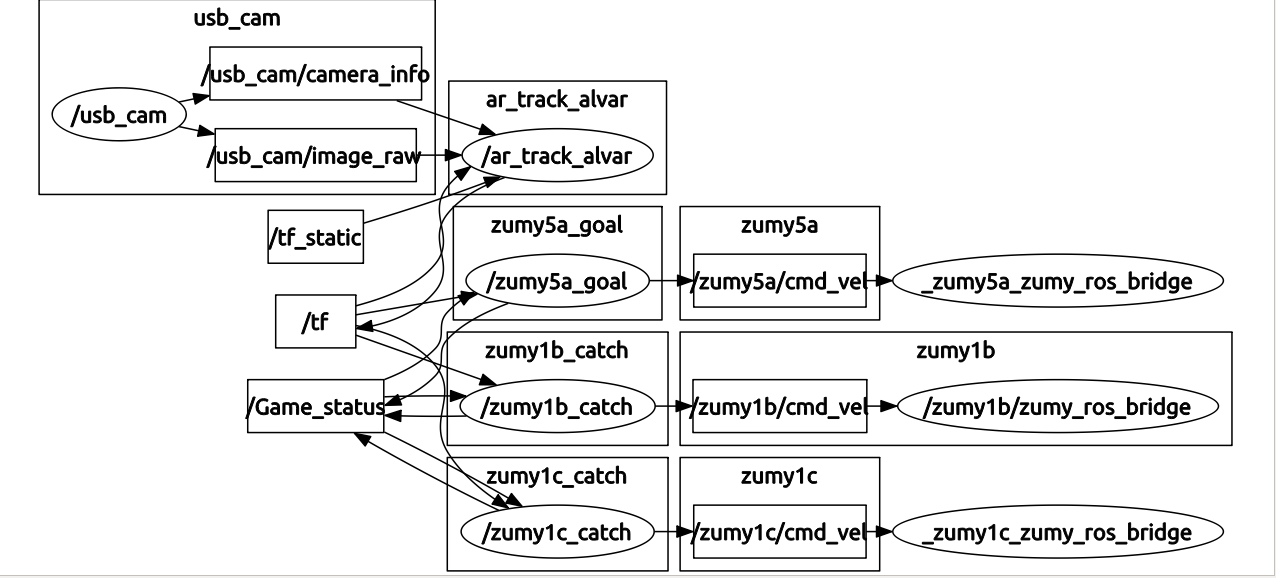 usb_cam
/usb_cam/camera_info
/usb_cam
/usb_cam/image_raw
ar_track_alvar
/ar_track_alvar
/tf_static
zumy5a_goal
/zumy5a_goal
zumy5a
/zumy5a/cmd_vel
_zumy5a_zumy_ros_bridge
/tf
zumy1b_catch
/zumy1b_catch
zumy1b
/zumy1b/cmd_vel
/zumy1b/zumy_ros_bridge
/Game_status
zumy1c_catch
/zumy1c_catch
zumy1c
/zumy1c/cmd_vel
_zumy1c_zumy_ros_bridge